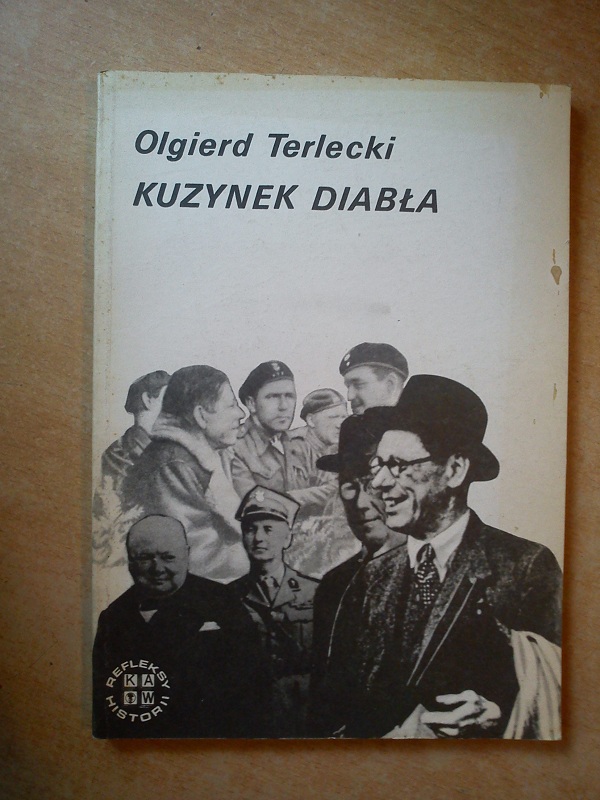 Olgierd Terlecki
KUZYNEK DIABŁA
REFLEKSY
KAW
HISTORII